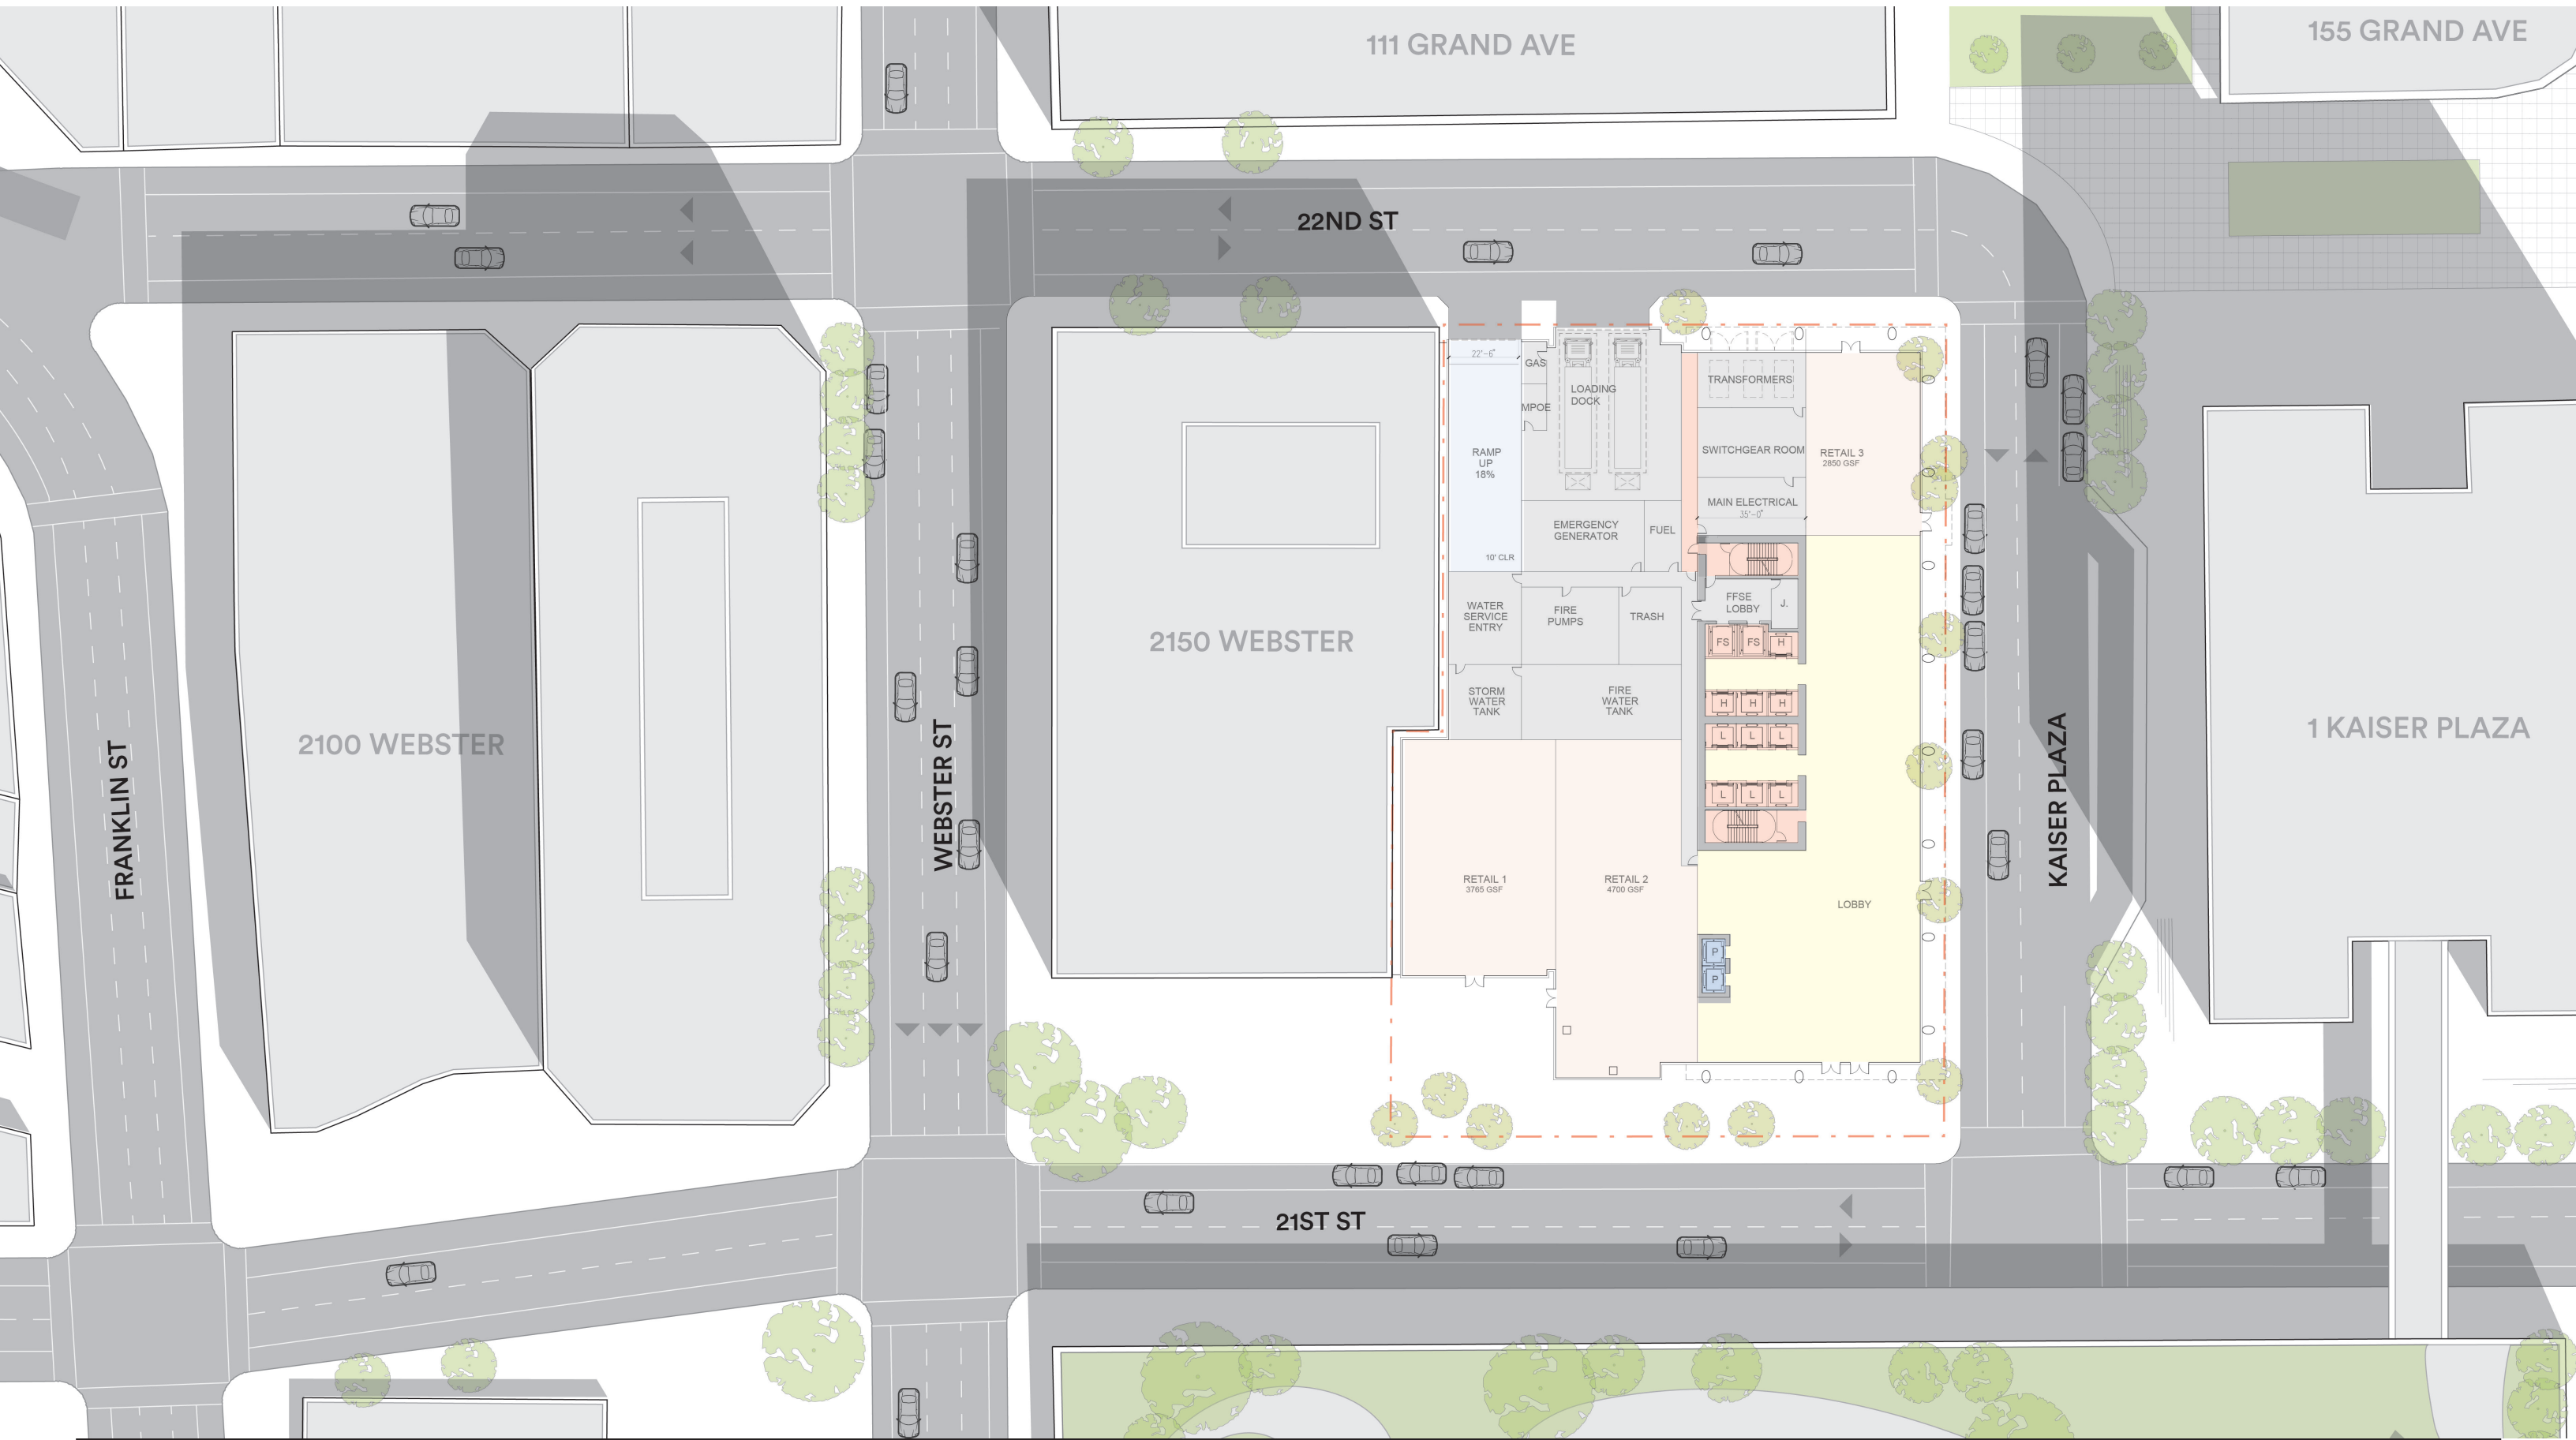 111 GRAND AVE
155 GRAND AVE
22ND ST
22'-6"
GAS
MPOE
LOADING
DOCK
TRANSFORMERS
RAMP
UP
18%
SWITCHGEAR ROOM
RETAIL 3
2850 GSF
MAIN ELECTRICAL
35'-0"
EMERGENCY
GENERATOR
FUEL
10' CLR
WATER
SERVICE
ENTRY
FIRE
PUMPS
TRASH
FFSE
LOBBY
J.
FS
FS
H
STORM
WATER
TANK
FIRE
WATER
TANK
H
H
H
L
L
L
L
L
L
2150 WEBSTER
2100 WEBSTER
1 KAISER PLAZA
FRANKLIN ST
WEBSTER ST
KAISER PLAZA
RETAIL 1
3765 GSF
RETAIL 2
4700 GSF
LOBBY
P
P
21ST ST